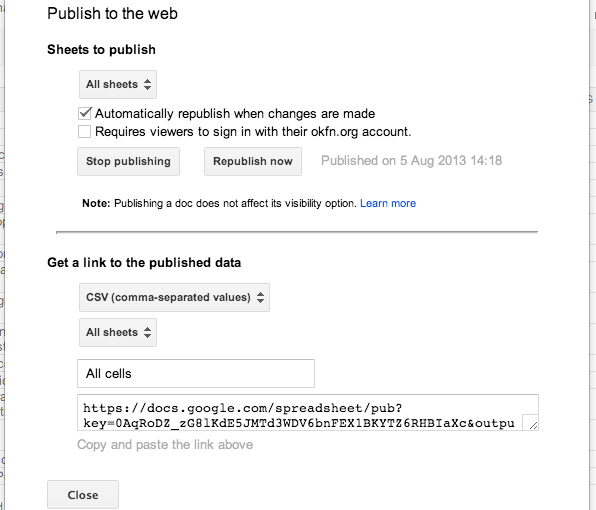 Publish to the web
Sheets to publish
All sheets
Automatically republish when changes are made
Requires viewers to sign in with their okfn.org account.
Stop publishing Republish now Published on 5 Aug 2013 14:18
Note: Publishing a doc does not affect its visibility option. Learn more
Get a link to the published data
CSV (comma-separated values)
All sheets
All cells
https://docs.google.com/spreadsheet/pub?
key=0AqRoDZ_zG8lKdE5JMTd3WDV6bnFEX1BKYTZ6RHBIaXc&outpu
Copy and paste the link above
Close